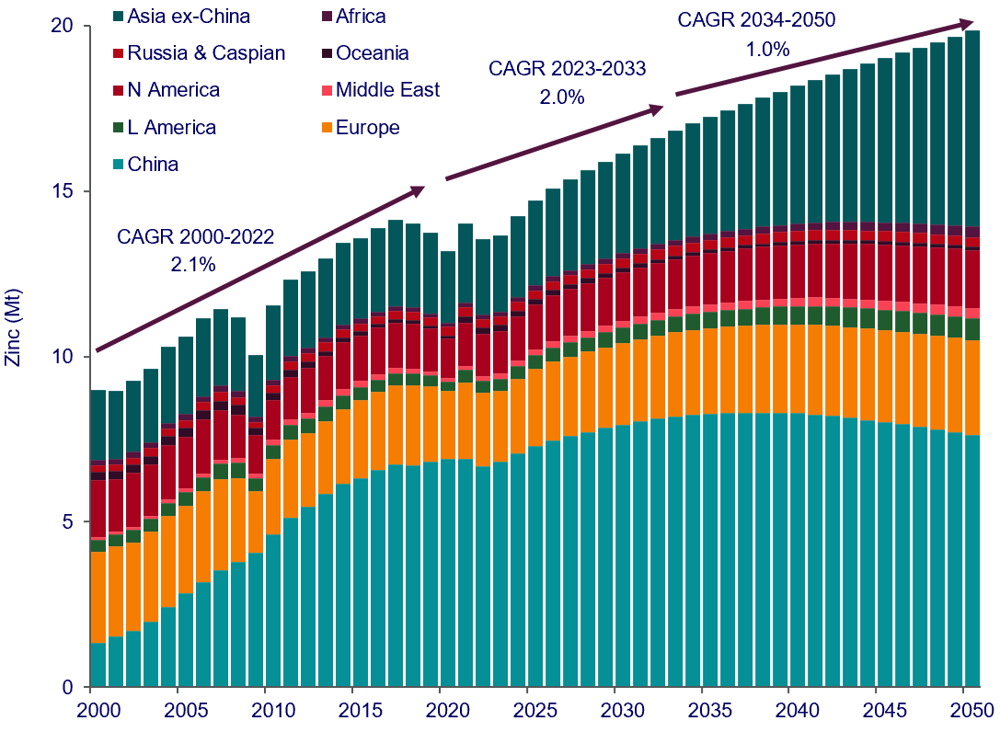 Asia ex-China
Africa
Russia & Caspian
Oceania
N America
Middle East
L America
Europe
China
CAGR 2000-2022
2.1%
CAGR 2023-2033
2.0%
CAGR 2034-2050
1.0%
Zinc (Mt)
20
15
10
5
0
2000
2005
2010
2015
2020
2025
2030
2035
2040
2045
2050